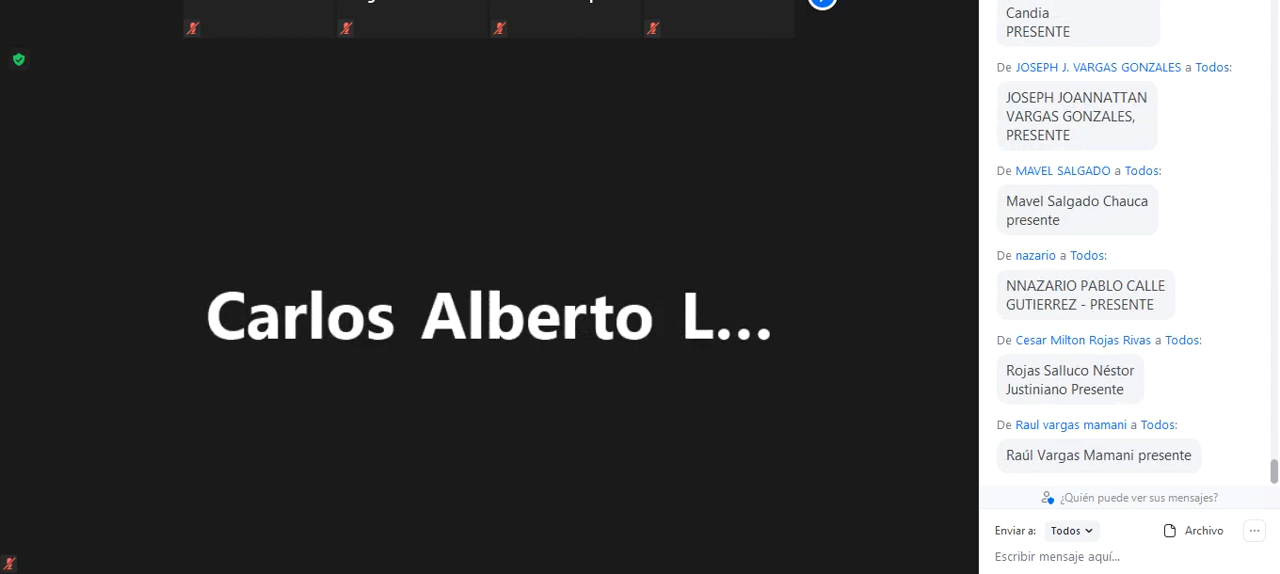 Candia
PRESENTE
De JOSEPH J. VARGAS GONZALES a Todos:
JOSEPH JOANNATTAN
VARGAS GONZALES,
PRESENTE
De MAVEL SALGADO a Todos:
Mavel Salgado Chauca
presente
De nazario a Todos:
NNAZARIO PABLO CALLE
GUTIERREZ - PRESENTE
De Cesar Milton Rojas Rivas a Todos:
Rojas Salluco Néstor
Justiniano Presente
De Raul vargas mamani a Todos:
Raúl Vargas Mamani presente
¿Quién puede ver sus mensajes?
Enviar a: Todos Archivo ...
Escribir mensaje aquí...
Carlos Alberto L...